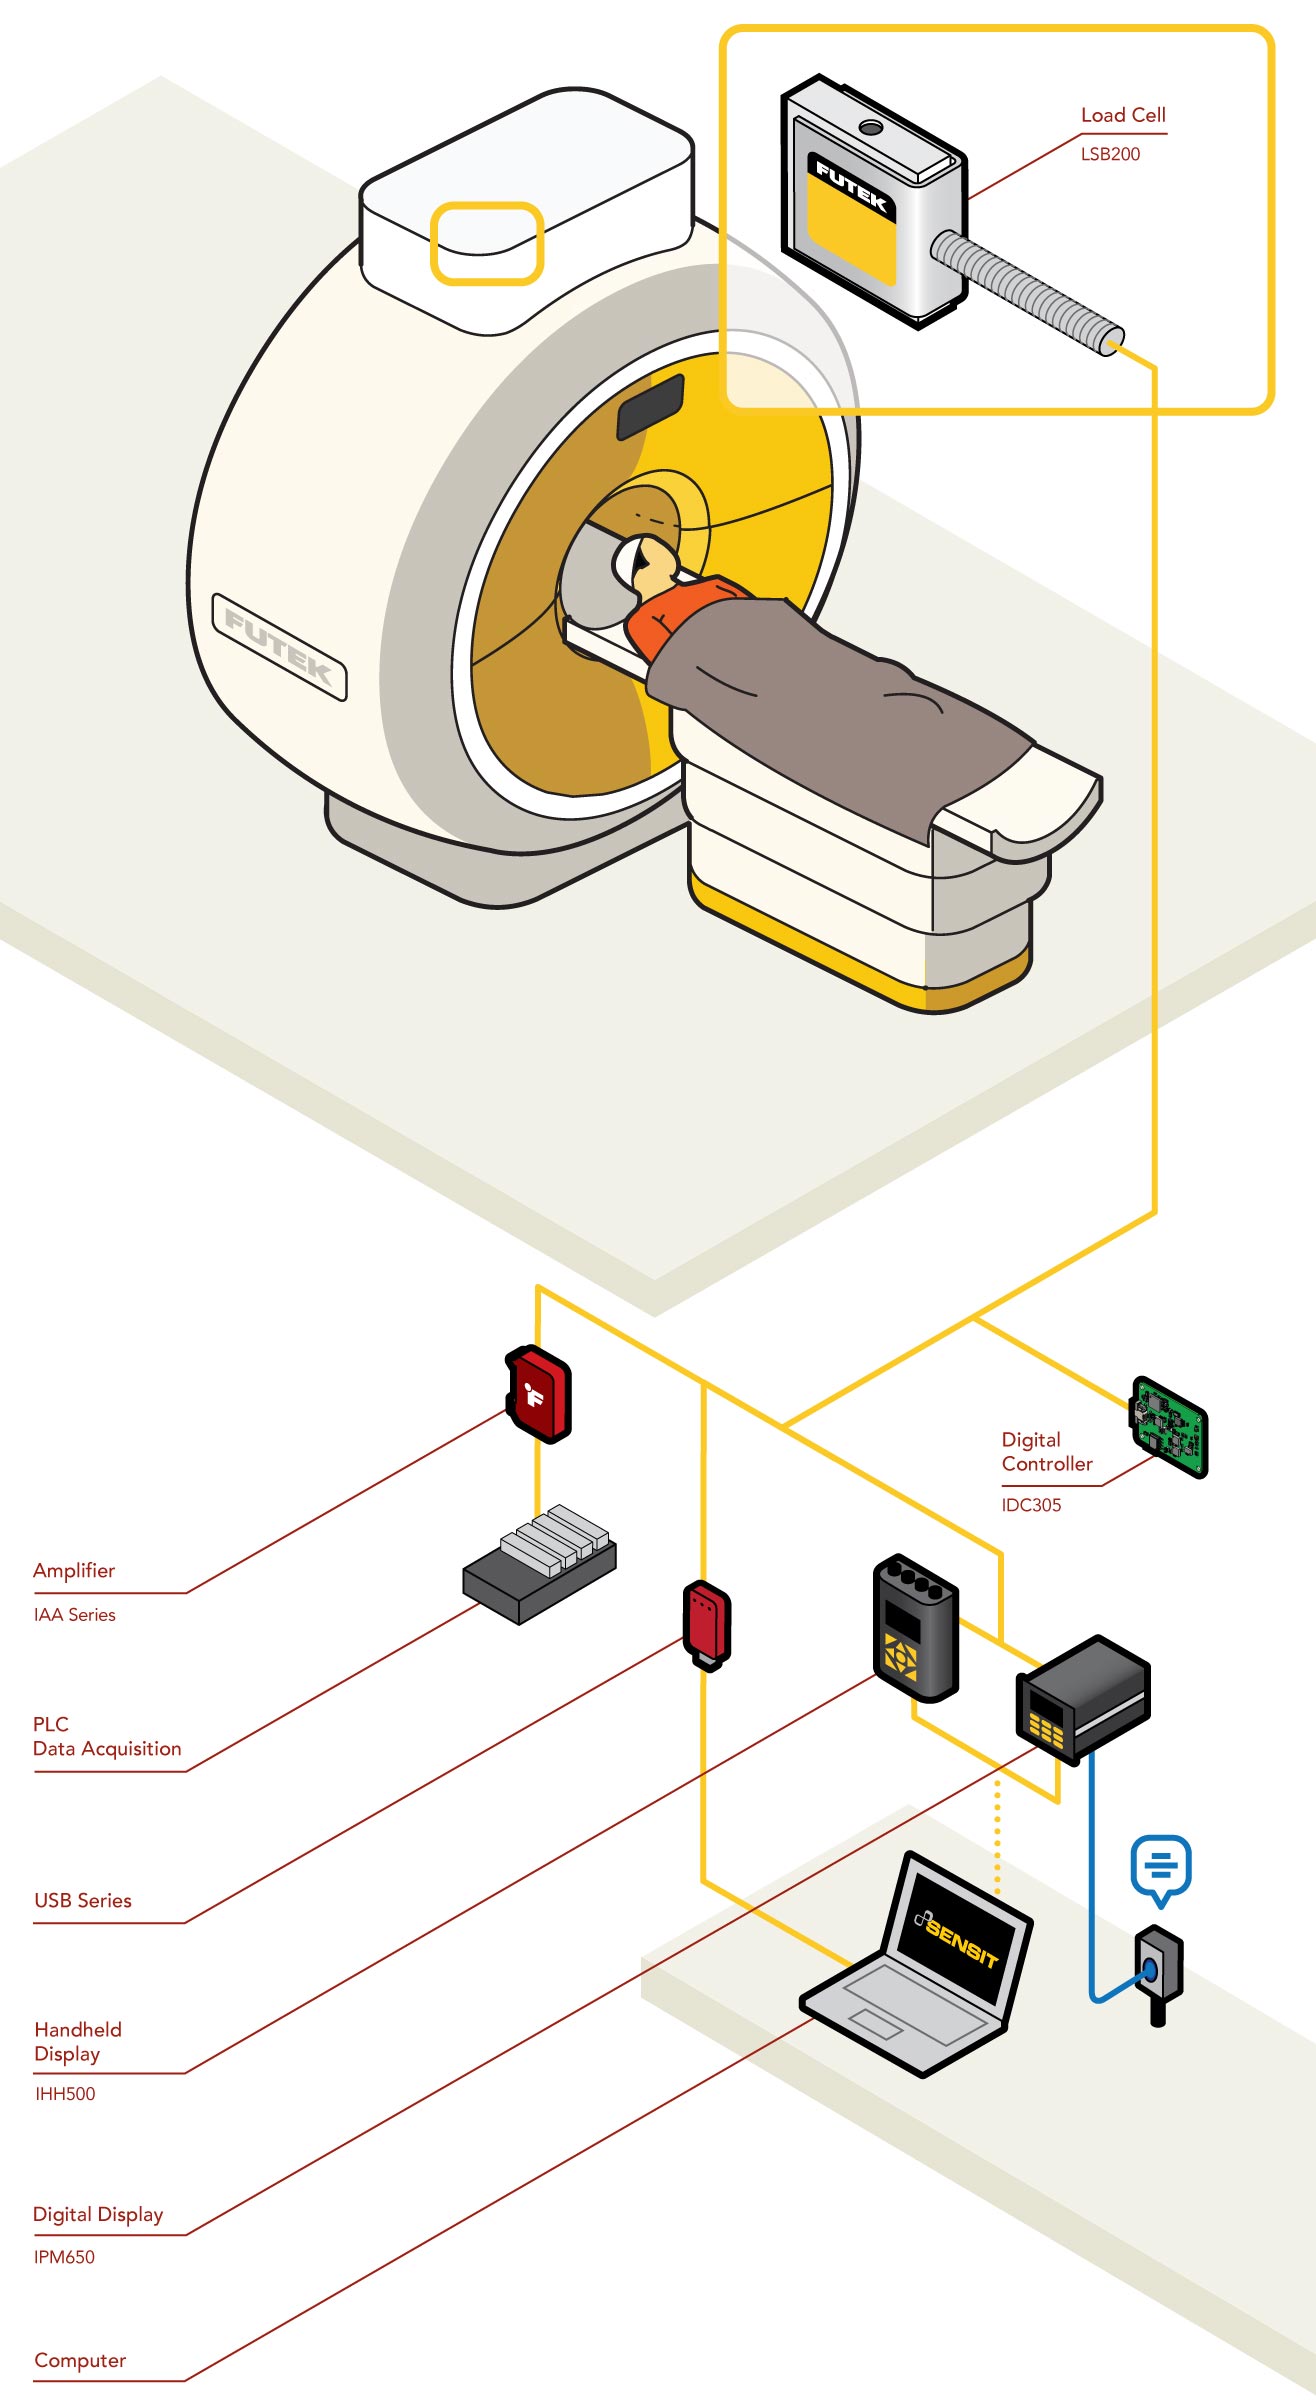 Load Cell
LSB200
FUTEK
FUTEK
Digital
Controller
IDC305
Amplifier
IAA Series
PLC
Data Acquisition
USB Series
SENSIT
Handheld
Display
IHH500
Digital Display
IPM650
Computer